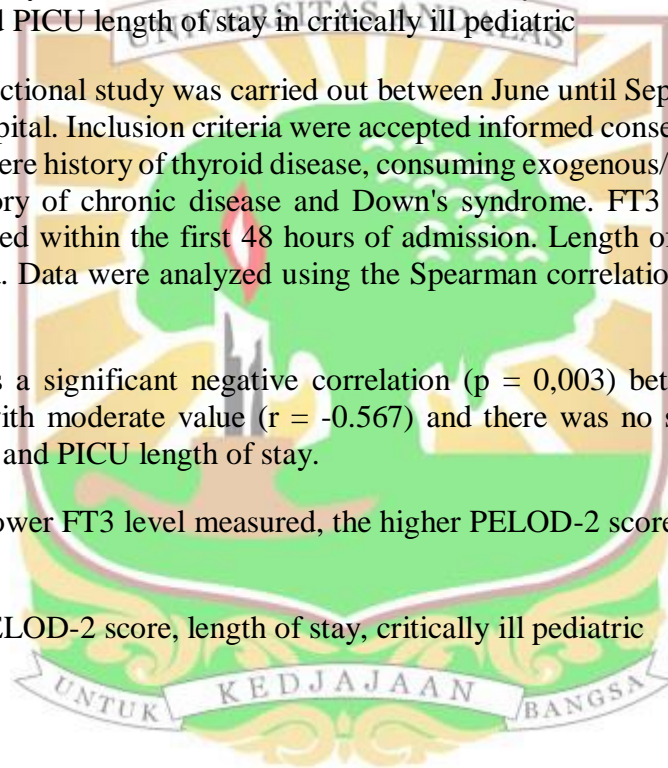 d PICU length of stay in critically ill pediatric
UNIVERSITAS ANDALAS
ctional study was carried out between June until Sep
pital. Inclusion criteria were accepted informed conse
ere history of thyroid disease, consuming exogenous/
ory of chronic disease and Down's syndrome. FT3
ed within the first 48 hours of admission. Length of
. Data were analyzed using the Spearman correlatio
s a significant negative correlation (p = 0,003) bet
ith moderate value (r = -0.567) and there was no s
and PICU length of stay.
ower FT3 level measured, the higher PELOD-2 score
ELOD-2 score, length of stay, critically ill pediatric
UNTUK KEDJAJAAN BANGSA